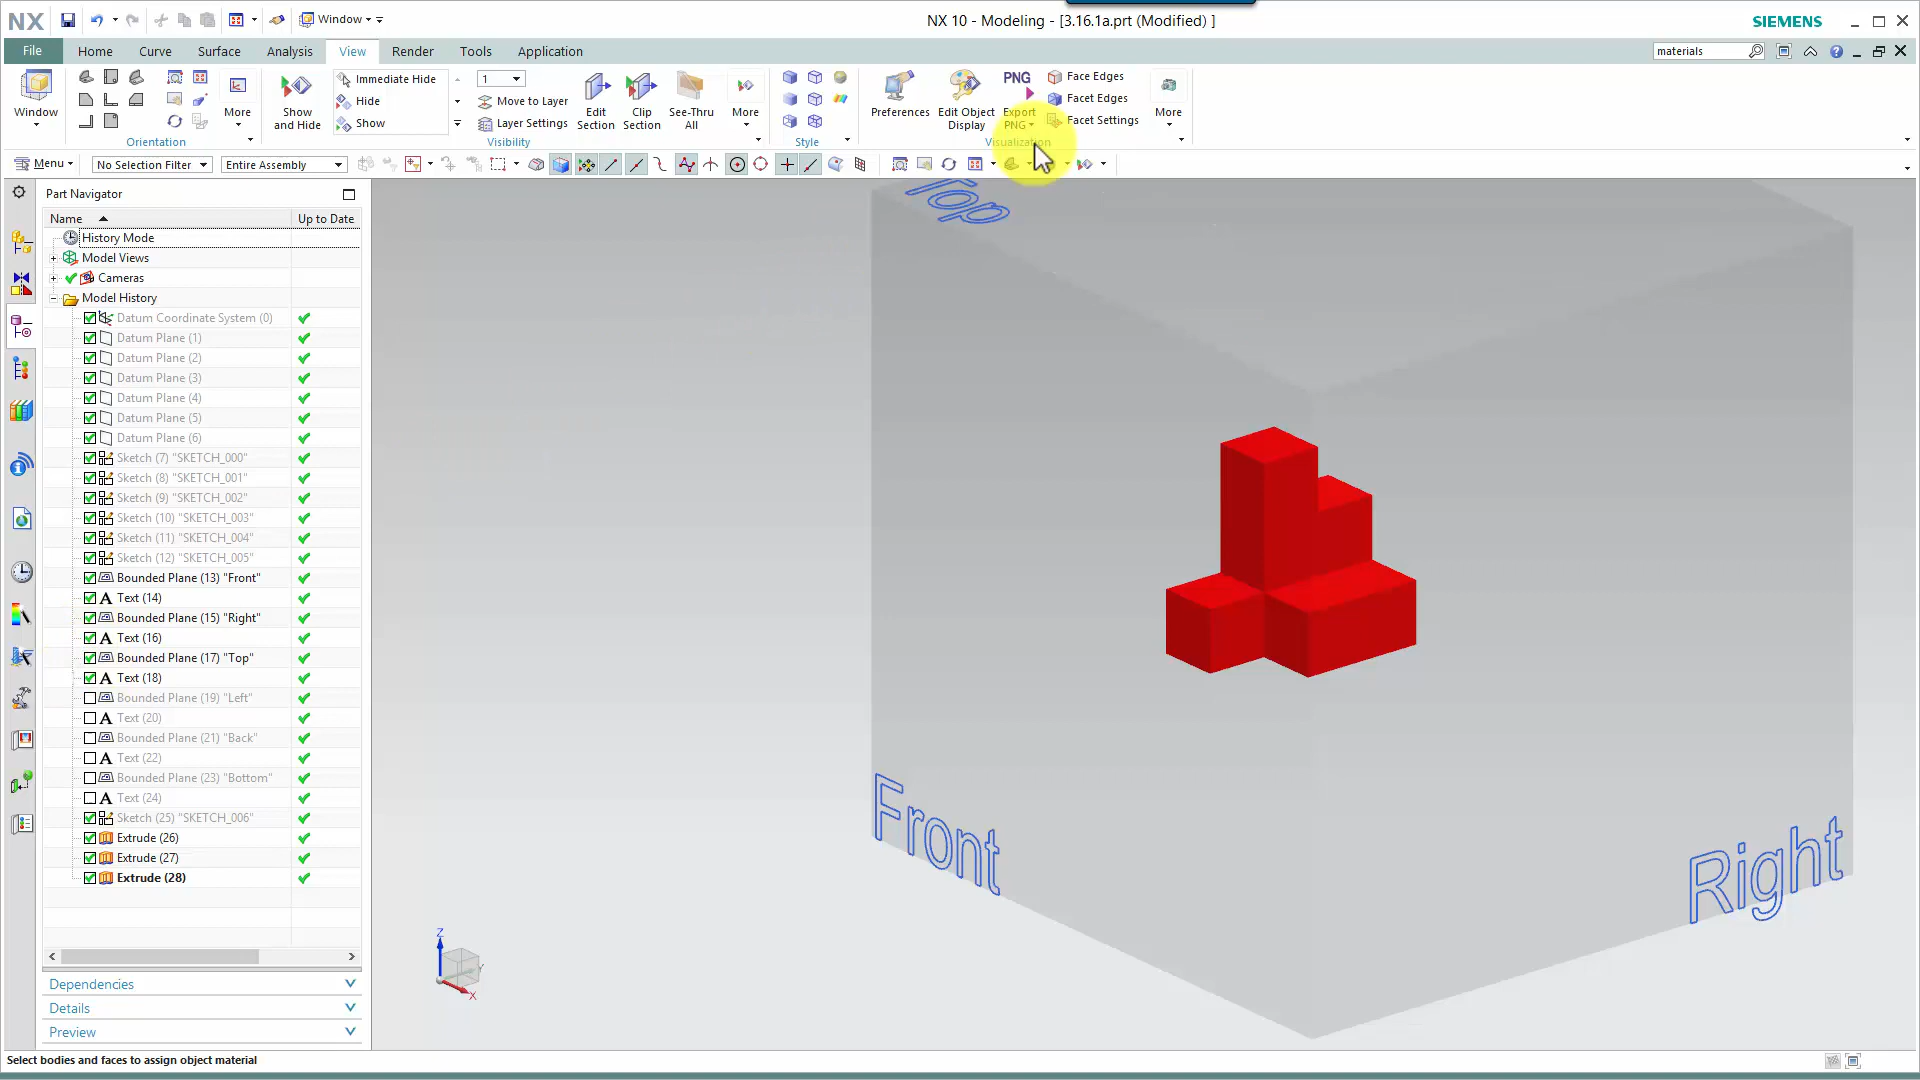 NX
Window
NX 10 - Modeling - [3.16.1a.prt (Modified) ]
SIEMENS
File
Home
Curve
Surface
Analysis
View
Render
Tools
Application
materials
Window
More
Orientation
Show and Hide
Immediate Hide
Hide
Show
1
Move to Layer
Layer Settings
Edit Section
Clip Section
See-Thru All
More
Visibility
Style
Preferences
Edit Object Display
PNG
Export PNG
Face Edges
Facet Edges
Facet Settings
More
Visualization
Menu
No Selection Filter
Entire Assembly
Part Navigator
Name
Up to Date
History Mode
Model Views
Cameras
Model History
Datum Coordinate System (0)
Datum Plane (1)
Datum Plane (2)
Datum Plane (3)
Datum Plane (4)
Datum Plane (5)
Datum Plane (6)
Sketch (7) "SKETCH_000"
Sketch (8) "SKETCH_001"
Sketch (9) "SKETCH_002"
Sketch (10) "SKETCH_003"
Sketch (11) "SKETCH_004"
Sketch (12) "SKETCH_005"
Bounded Plane (13) "Front"
Text (14)
Bounded Plane (15) "Right"
Text (16)
Bounded Plane (17) "Top"
Text (18)
Bounded Plane (19) "Left"
Text (20)
Bounded Plane (21) "Back"
Text (22)
Bounded Plane (23) "Bottom"
Text (24)
Sketch (25) "SKETCH_006"
Extrude (26)
Extrude (27)
Extrude (28)
Dependencies
Details
Preview
Top
Front
Right
Z
Y
X
Select bodies and faces to assign object material